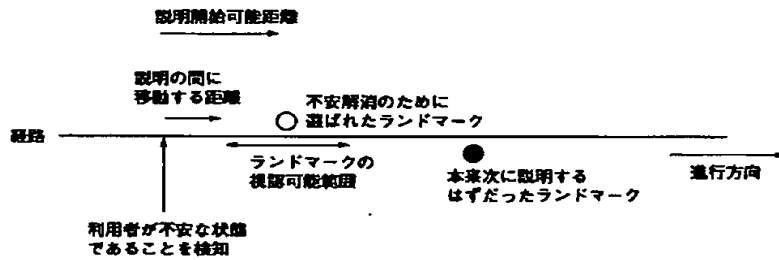 説明開始可能距離
説明の間に
移動する距離
不安解消のために
選ばれたランドマーク
経路
ランドマークの
視認可能範囲
本来次に説明する
はずだったランドマーク
進行方向
利用者が不安な状態
であることを検知